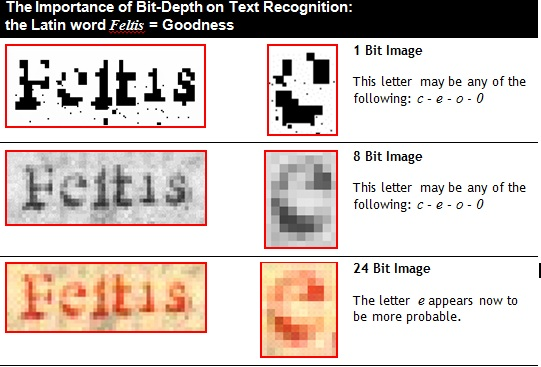 The Importance of Bit-Depth on Text Recognition:
the Latin word Feltis = Goodness
Feltis
1 Bit Image
This letter may be any of the
following: c - e - o - 0
Feltis
8 Bit Image
This letter may be any of the
following: c - e - o - 0
Feltis
e
24 Bit Image
The letter e appears now to
be more probable.